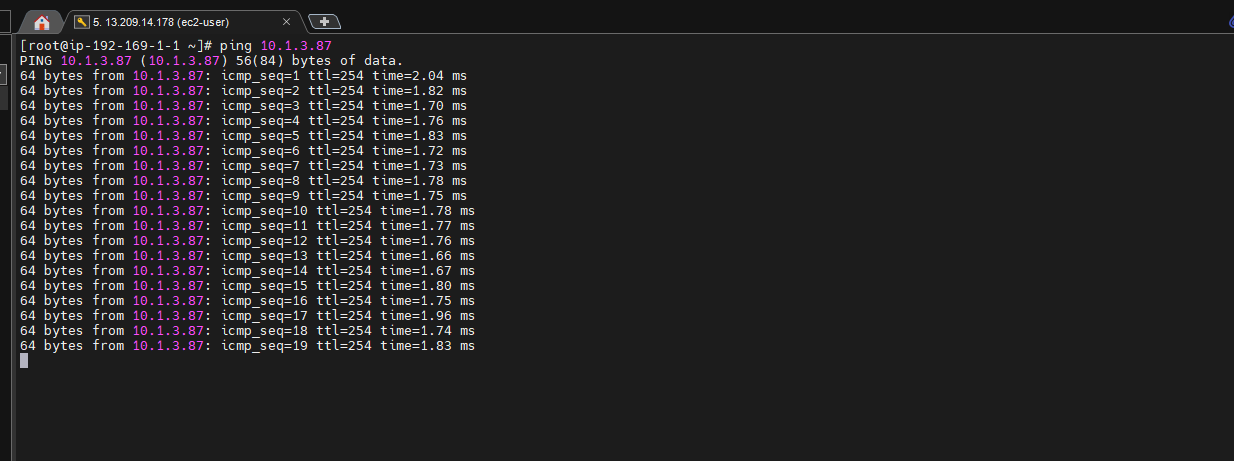 5. 13.209.14.178 (ec2-user)
[root@ip-192-169-1-1 ~]# ping 10.1.3.87
PING 10.1.3.87 (10.1.3.87) 56(84) bytes of data.
64 bytes from 10.1.3.87: icmp_seq=1 ttl=254 time=2.04 ms
64 bytes from 10.1.3.87: icmp_seq=2 ttl=254 time=1.82 ms
64 bytes from 10.1.3.87: icmp_seq=3 ttl=254 time=1.70 ms
64 bytes from 10.1.3.87: icmp_seq=4 ttl=254 time=1.76 ms
64 bytes from 10.1.3.87: icmp_seq=5 ttl=254 time=1.83 ms
64 bytes from 10.1.3.87: icmp_seq=6 ttl=254 time=1.72 ms
64 bytes from 10.1.3.87: icmp_seq=7 ttl=254 time=1.73 ms
64 bytes from 10.1.3.87: icmp_seq=8 ttl=254 time=1.78 ms
64 bytes from 10.1.3.87: icmp_seq=9 ttl=254 time=1.75 ms
64 bytes from 10.1.3.87: icmp_seq=10 ttl=254 time=1.78 ms
64 bytes from 10.1.3.87: icmp_seq=11 ttl=254 time=1.77 ms
64 bytes from 10.1.3.87: icmp_seq=12 ttl=254 time=1.76 ms
64 bytes from 10.1.3.87: icmp_seq=13 ttl=254 time=1.66 ms
64 bytes from 10.1.3.87: icmp_seq=14 ttl=254 time=1.67 ms
64 bytes from 10.1.3.87: icmp_seq=15 ttl=254 time=1.80 ms
64 bytes from 10.1.3.87: icmp_seq=16 ttl=254 time=1.75 ms
64 bytes from 10.1.3.87: icmp_seq=17 ttl=254 time=1.96 ms
64 bytes from 10.1.3.87: icmp_seq=18 ttl=254 time=1.74 ms
64 bytes from 10.1.3.87: icmp_seq=19 ttl=254 time=1.83 ms